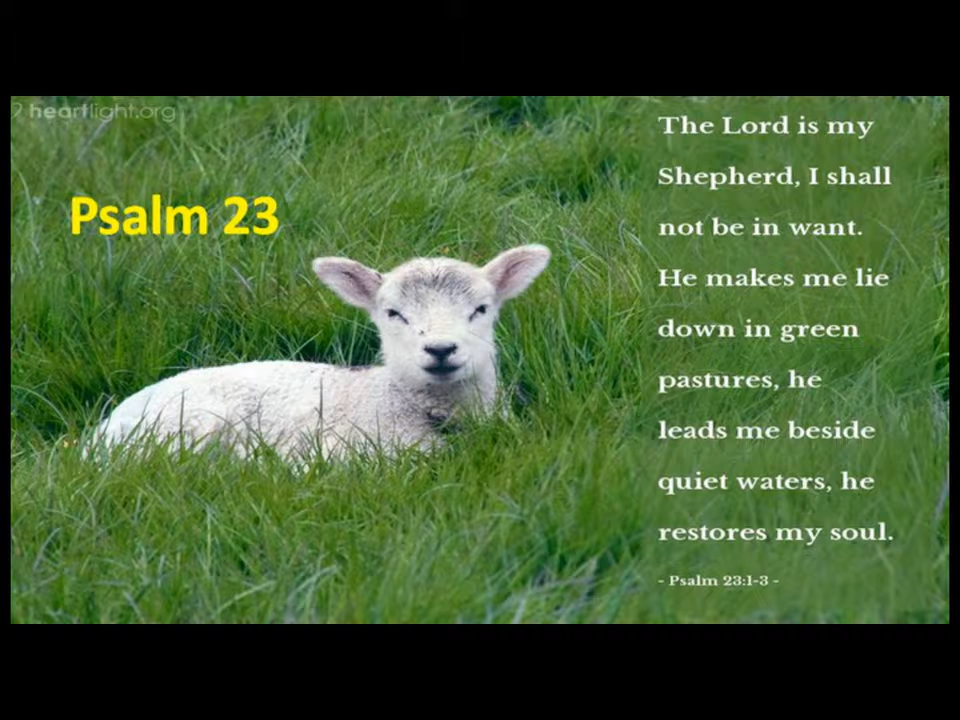 heartlight.org
Psalm 23
The Lord is my
Shepherd, I shall
not be in want.
He makes me lie
down in green
pastures, he
leads me beside
quiet waters, he
restores my soul.
- Psalm 23:1-3 -